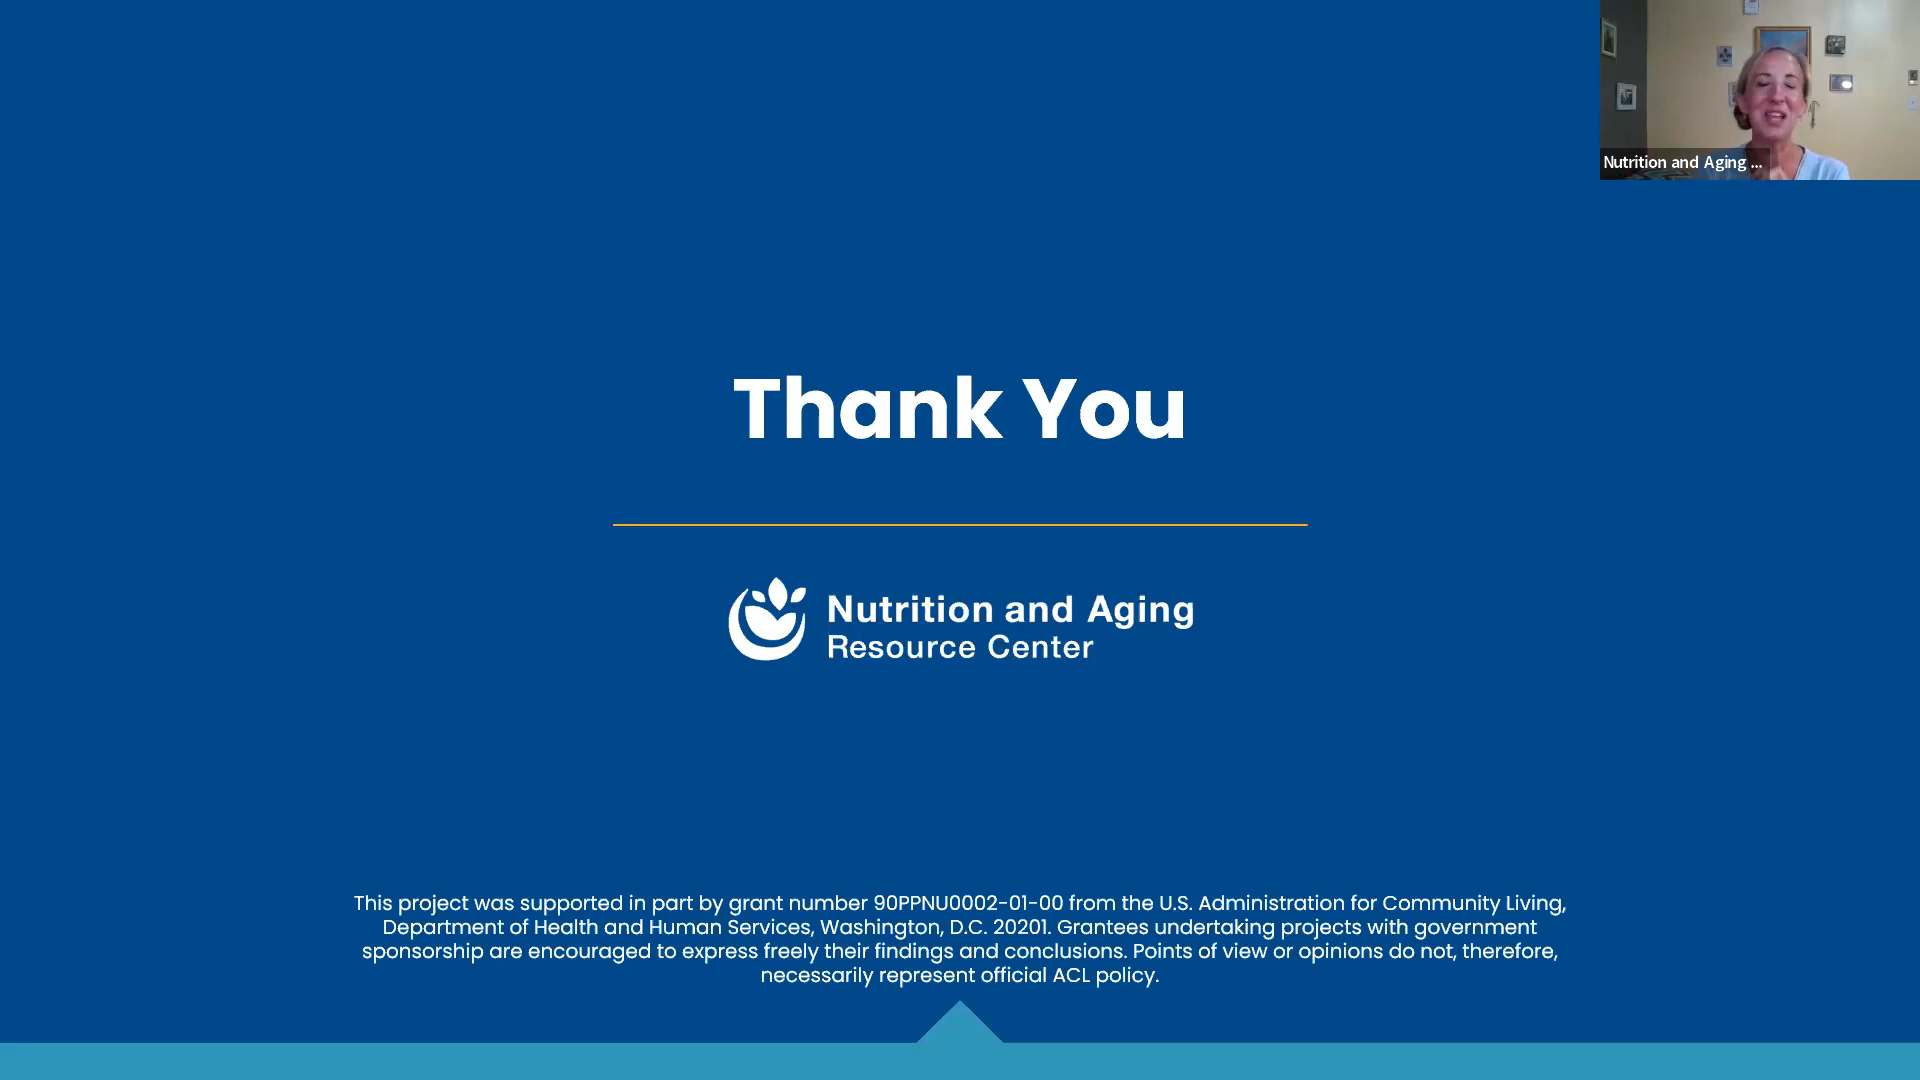 Nutrition and Aging ...
Thank You
Nutrition and Aging
Resource Center
This project was supported in part by grant number 90PPNU0002-01-00 from the U.S. Administration for Community Living,
Department of Health and Human Services, Washington, D.C. 20201. Grantees undertaking projects with government
sponsorship are encouraged to express freely their findings and conclusions. Points of view or opinions do not, therefore,
necessarily represent official ACL policy.